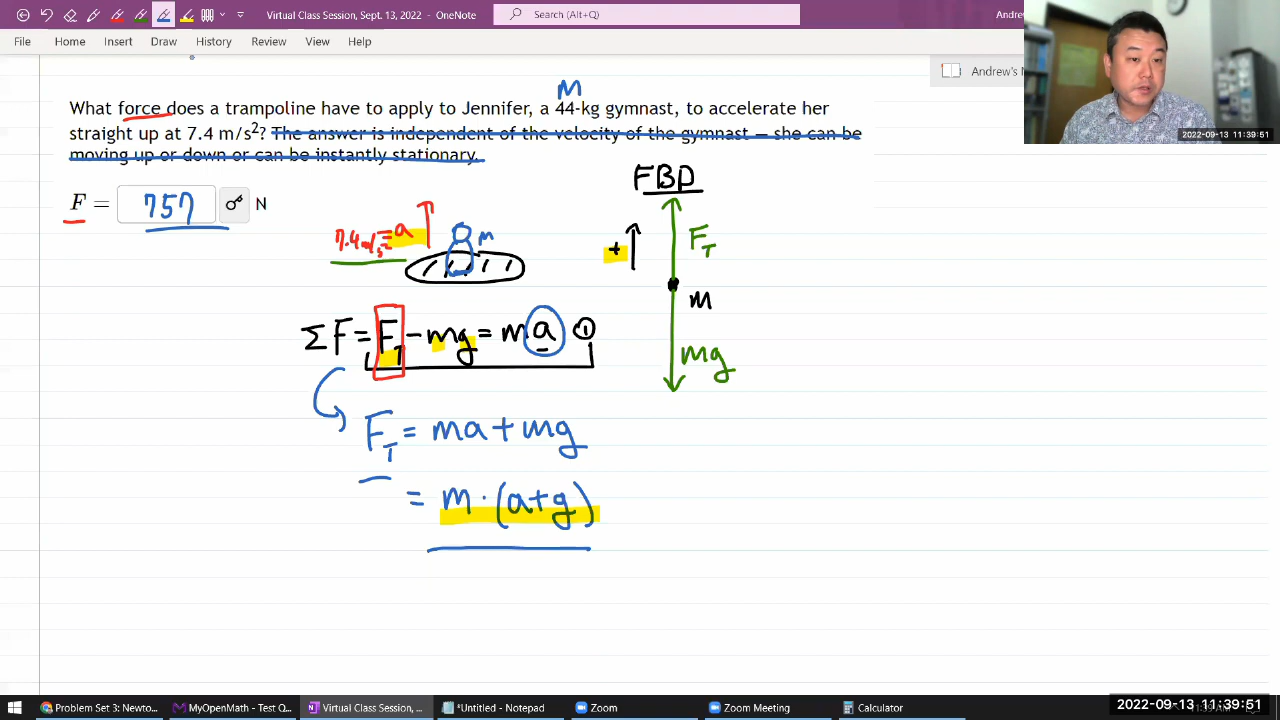 Virtual Class Session, Sept. 13, 2022 - OneNote
Search (Alt+Q)
Andrew
File Home Insert Draw History Review View Help
Andrew's N
2022-09-13 11:39:51
M
What force does a trampoline have to apply to Jennifer, a 44-kg gymnast, to accelerate her
straight up at 7.4 m/s²? The answer is independent of the velocity of the gymnast — she can be
moving up or down or can be instantly stationary.
F = 757 N
FBD
7.4 m/s² = a
m
+
F_T
m
mg
ΣF = F_T - mg = ma ①
F_T = ma + mg
= m · (a + g)
Problem Set 3: Newto...
MyOpenMath - Test Q...
Virtual Class Session,...
*Untitled - Notepad
Zoom
Zoom Meeting
Calculator
2022-09-13 11:39:51